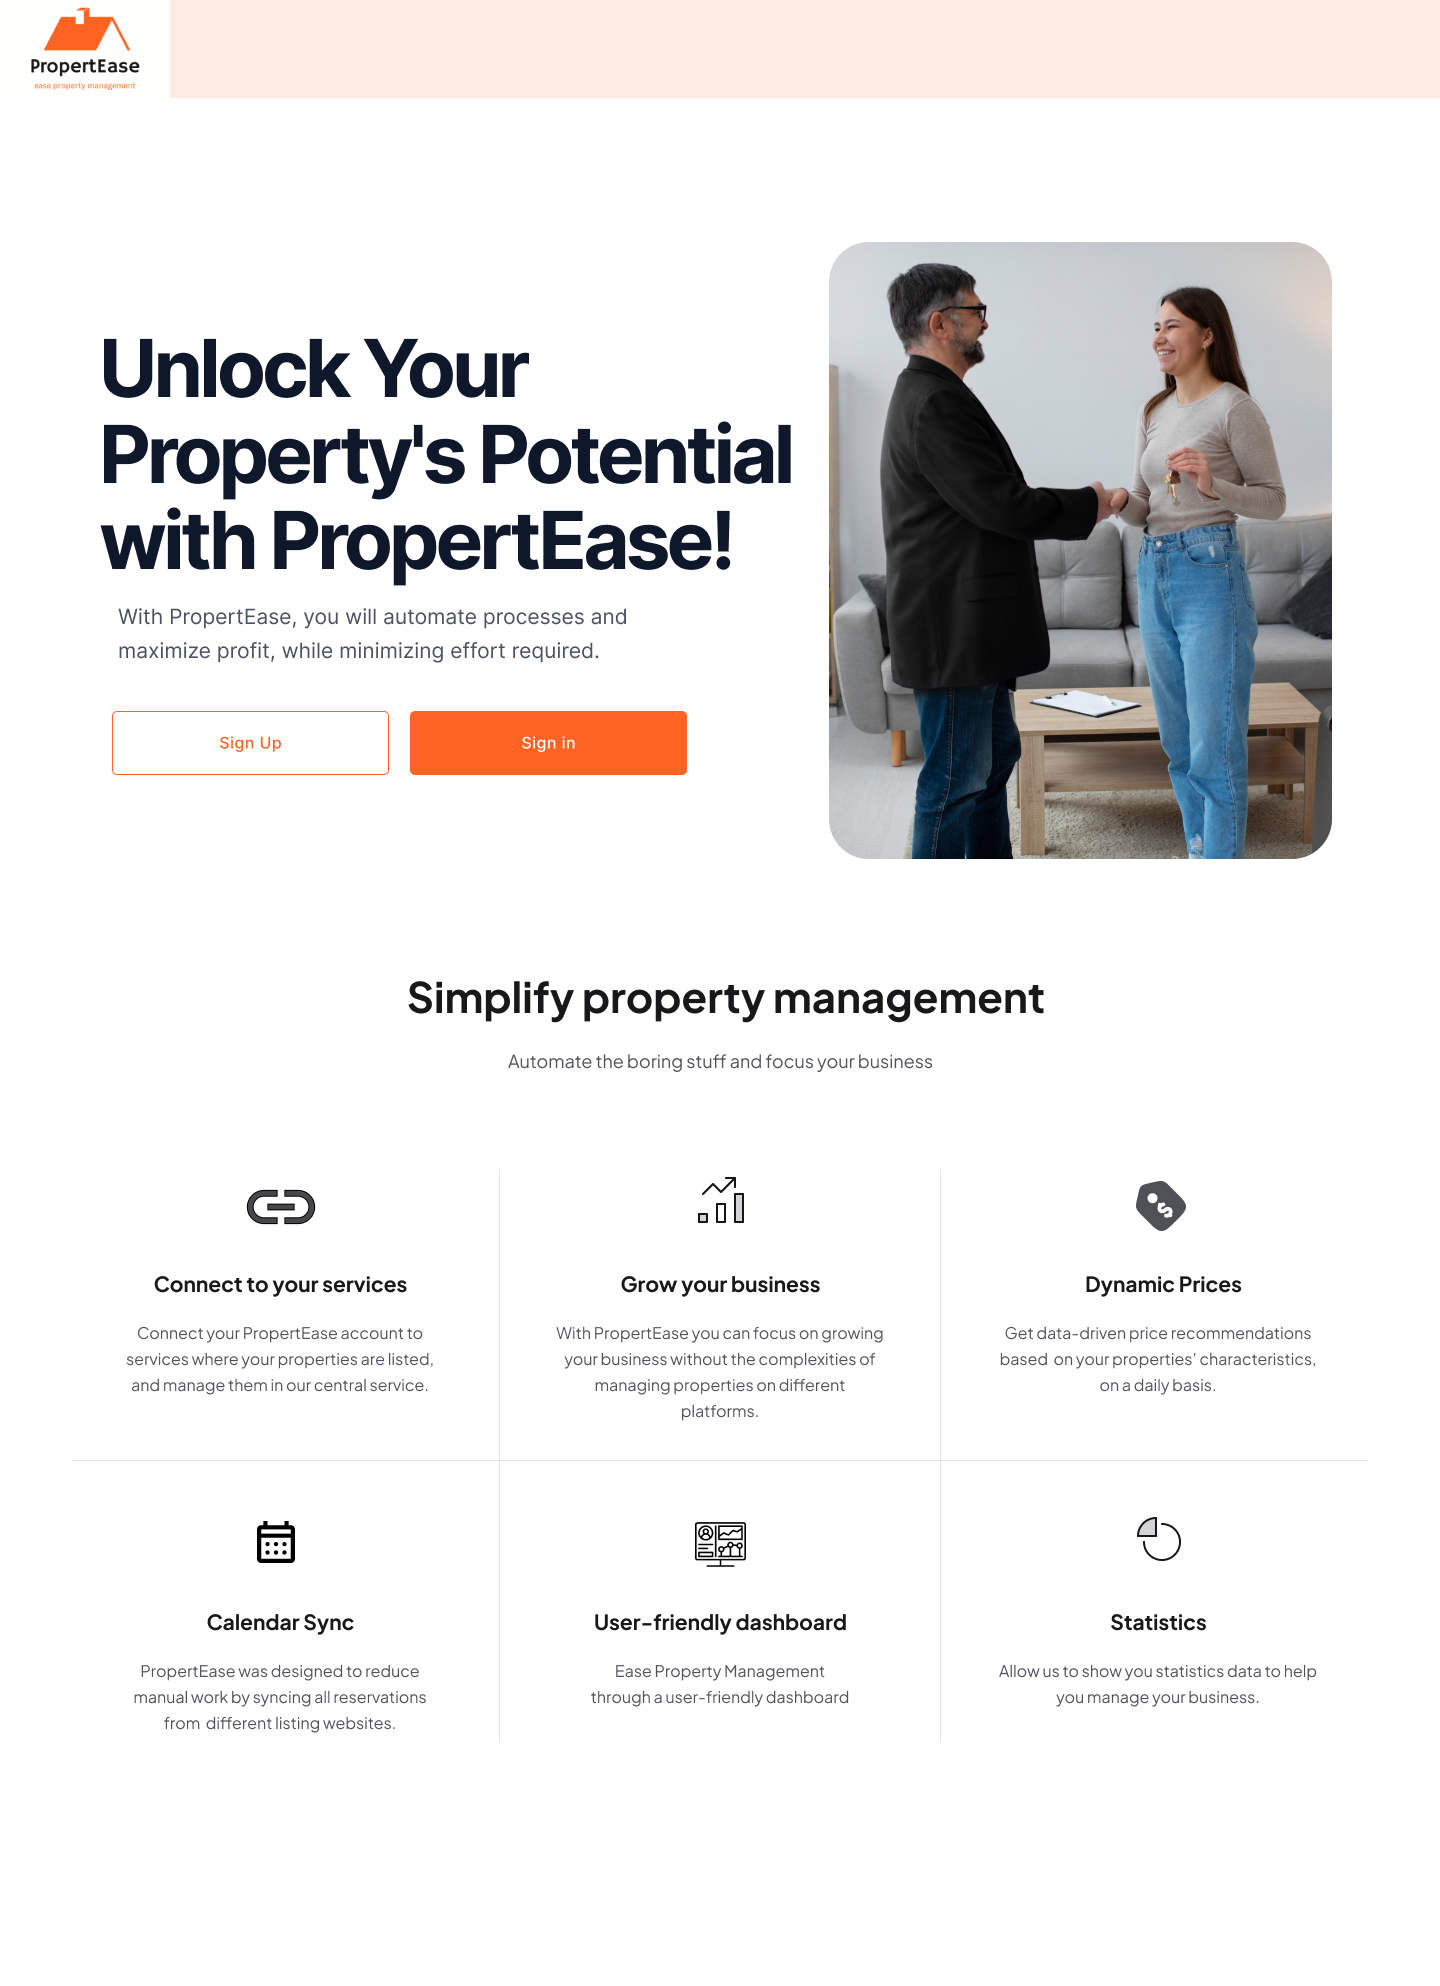 PropertEase
ease property management
Unlock Your
Property's Potential
with PropertEase!
With PropertEase, you will automate processes and
maximize profit, while minimizing effort required.
Sign Up
Sign in
Simplify property management
Automate the boring stuff and focus your business
Connect to your services
Connect your PropertEase account to
services where your properties are listed,
and manage them in our central service.
Grow your business
With PropertEase you can focus on growing
your business without the complexities of
managing properties on different
platforms.
Dynamic Prices
Get data-driven price recommendations
based on your properties’ characteristics,
on a daily basis.
Calendar Sync
PropertEase was designed to reduce
manual work by syncing all reservations
from different listing websites.
User-friendly dashboard
Ease Property Management
through a user-friendly dashboard
Statistics
Allow us to show you statistics data to help
you manage your business.